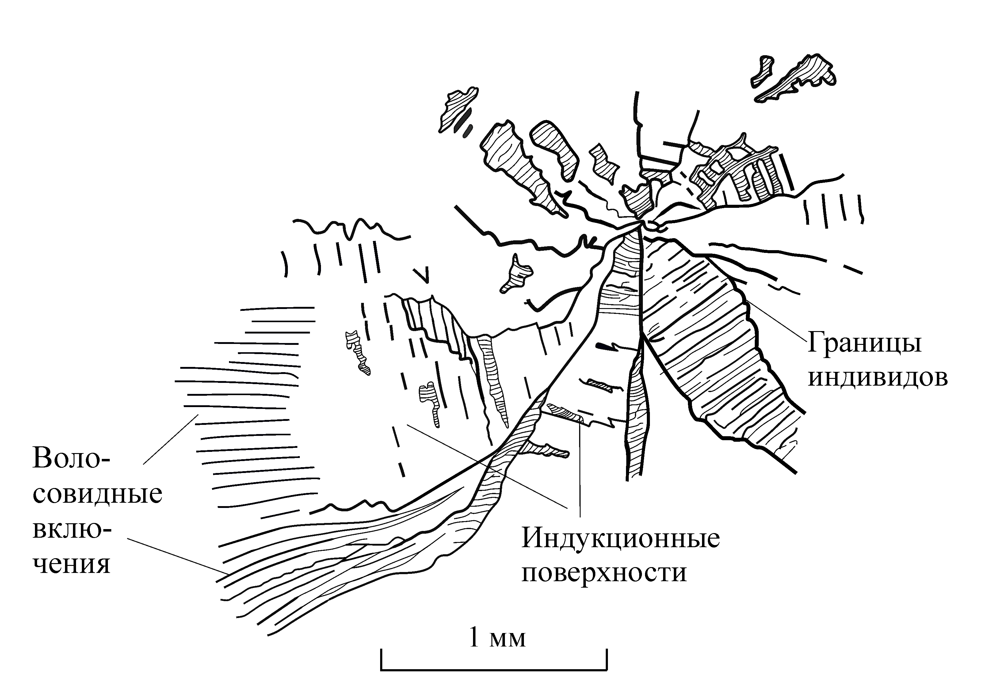 Границы
индивидов
Воло-
совидные
вклю-
чения
Индукционные
поверхности
1 мм